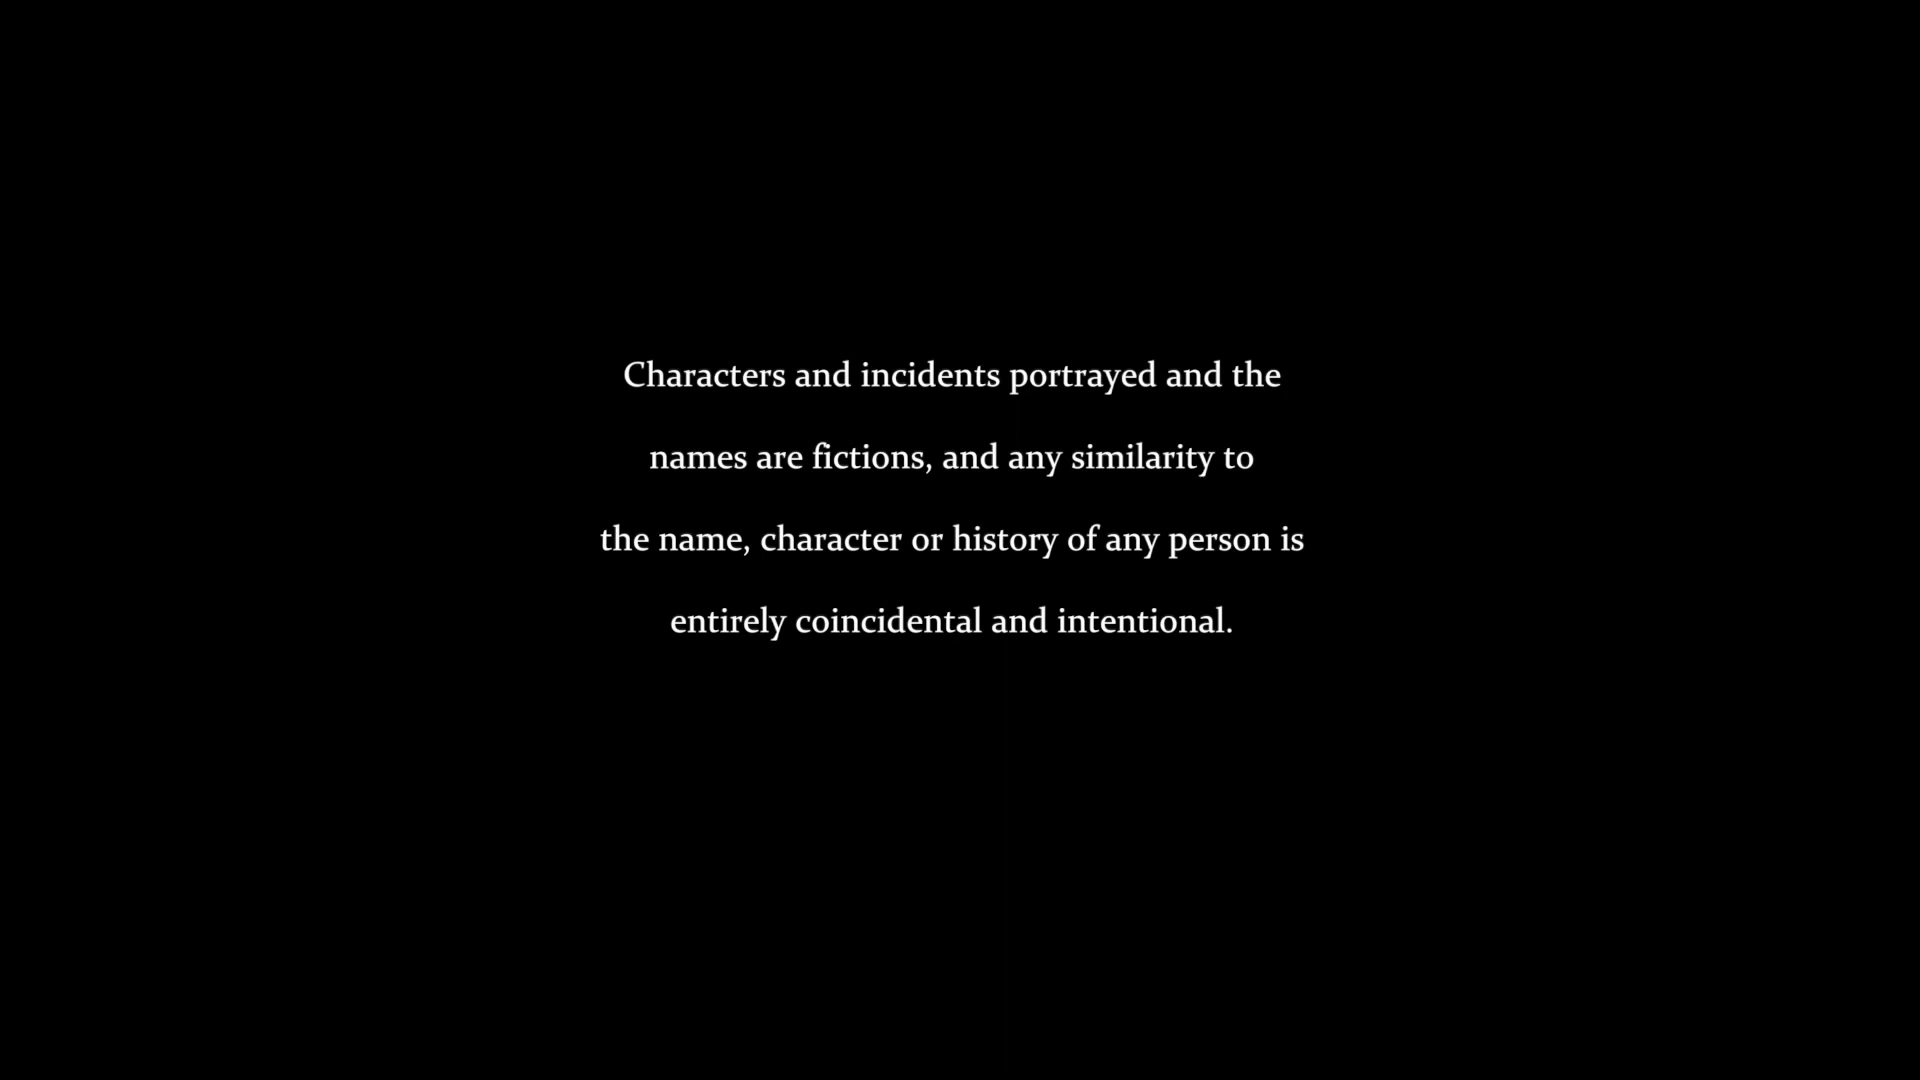 Characters and incidents portrayed and the
names are fictions, and any similarity to
the name, character or history of any person is
entirely coincidental and intentional.